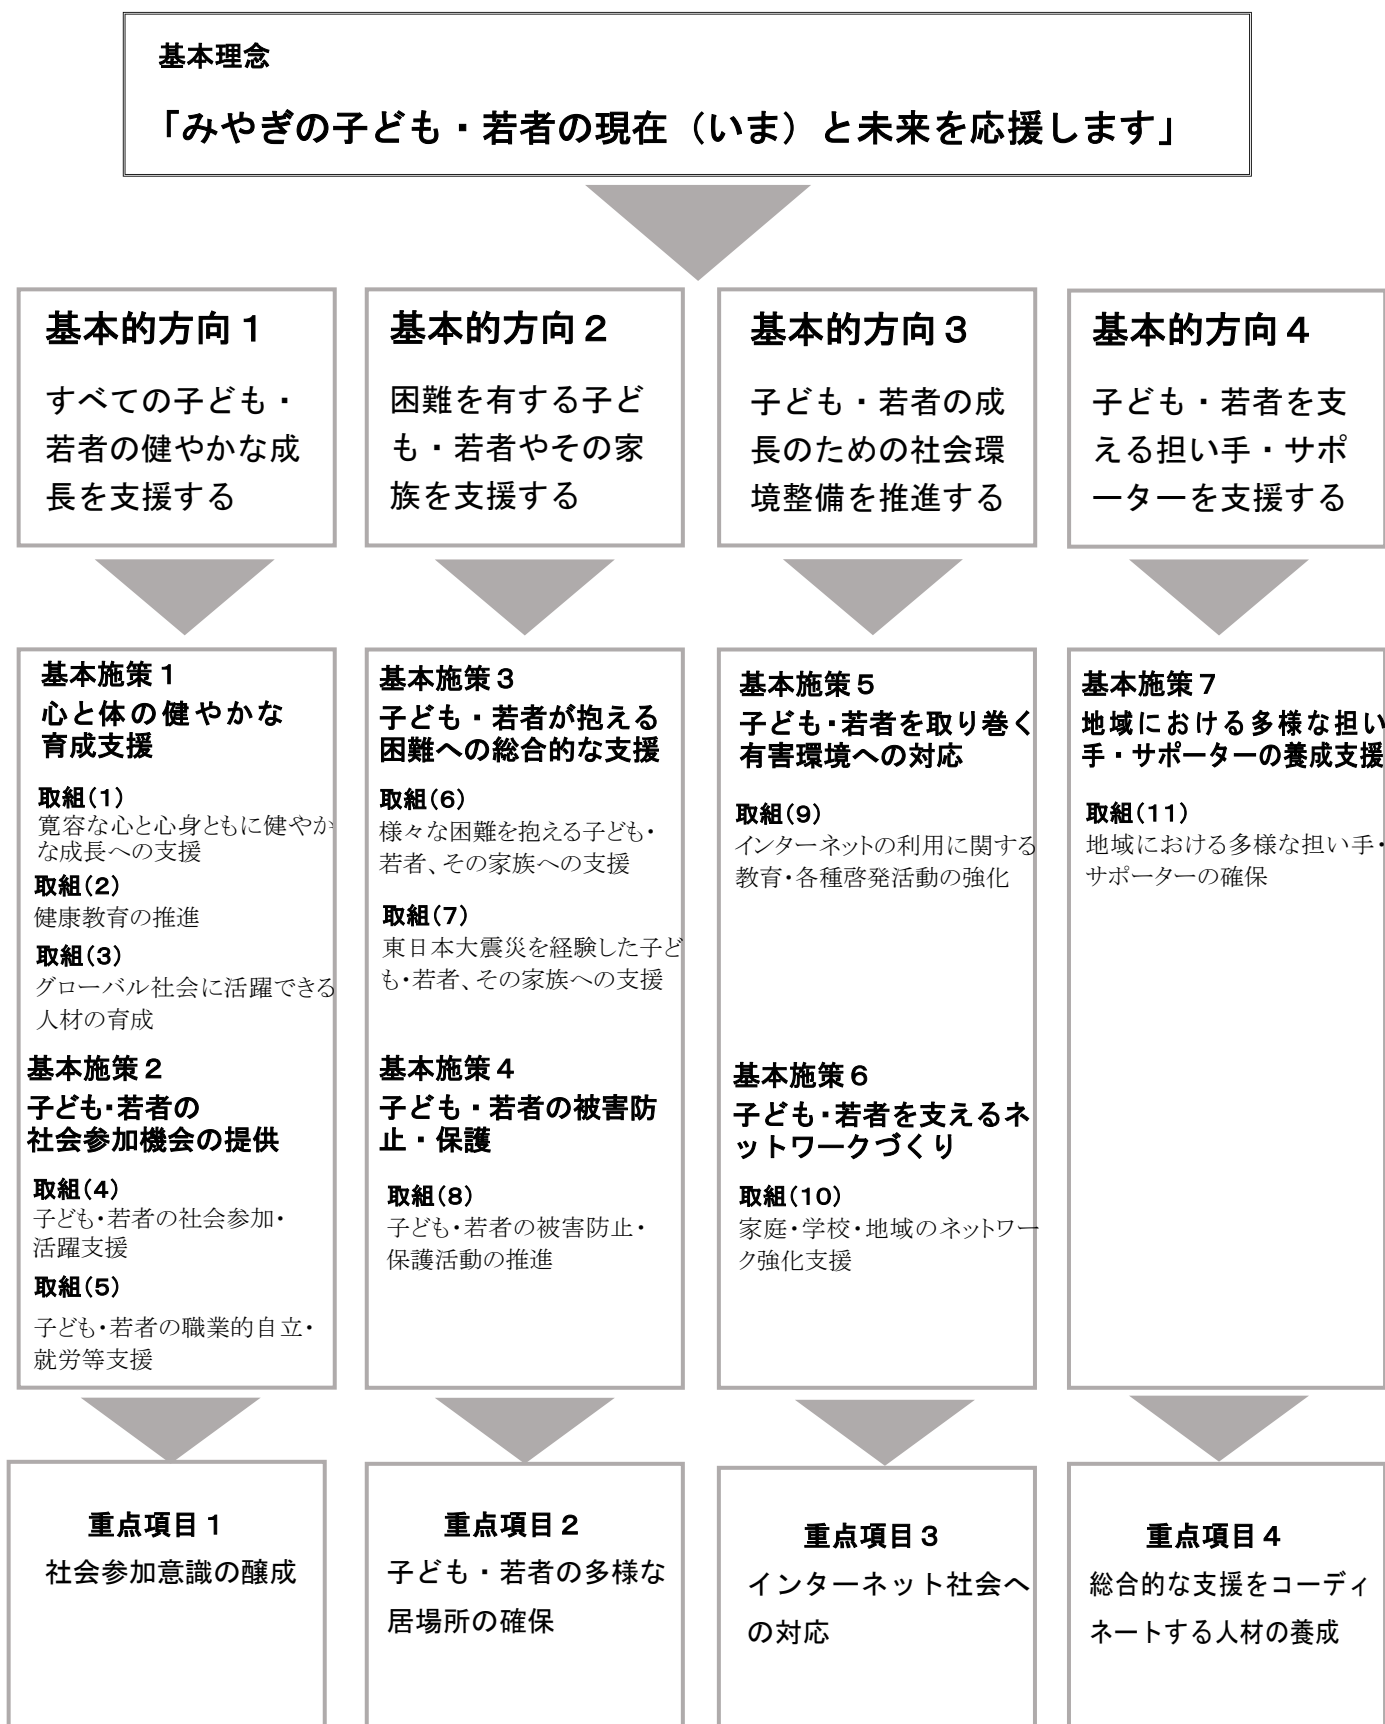 基本理念
「みやぎの子ども・若者の現在（いま）と未来を応援します」
基本的方向１
すべての子ども・
若者の健やかな成
長を支援する
基本的方向２
困難を有する子ど
も・若者やその家
族を支援する
基本的方向３
子ども・若者の成
長のための社会環
境整備を推進する
基本的方向４
子ども・若者を支
える担い手・サポ
ーターを支援する
基本施策１
心と体の健やかな
育成支援
取組(1)
寛容な心と心身ともに健やか
な成長への支援
取組(2)
健康教育の推進
取組(3)
グローバル社会に活躍できる
人材の育成
基本施策２
子ども・若者の
社会参加機会の提供
取組(4)
子ども・若者の社会参加・
活躍支援
取組(5)
子ども・若者の職業的自立・
就労等支援
基本施策３
子ども・若者が抱える
困難への総合的な支援
取組(6)
様々な困難を抱える子ども・
若者、その家族への支援
取組(7)
東日本大震災を経験した子ど
も・若者、その家族への支援
基本施策４
子ども・若者の被害防
止・保護
取組(8)
子ども・若者の被害防止・
保護活動の推進
基本施策５
子ども・若者を取り巻く
有害環境への対応
取組(9)
インターネットの利用に関する
教育・各種啓発活動の強化
基本施策６
子ども・若者を支えるネ
ットワークづくり
取組(10)
家庭・学校・地域のネットワー
ク強化支援
基本施策７
地域における多様な担い
手・サポーターの養成支援
取組(11)
地域における多様な担い手・
サポーターの確保
重点項目１
社会参加意識の醸成
重点項目２
子ども・若者の多様な
居場所の確保
重点項目３
インターネット社会へ
の対応
重点項目４
総合的な支援をコーディ
ネートする人材の養成